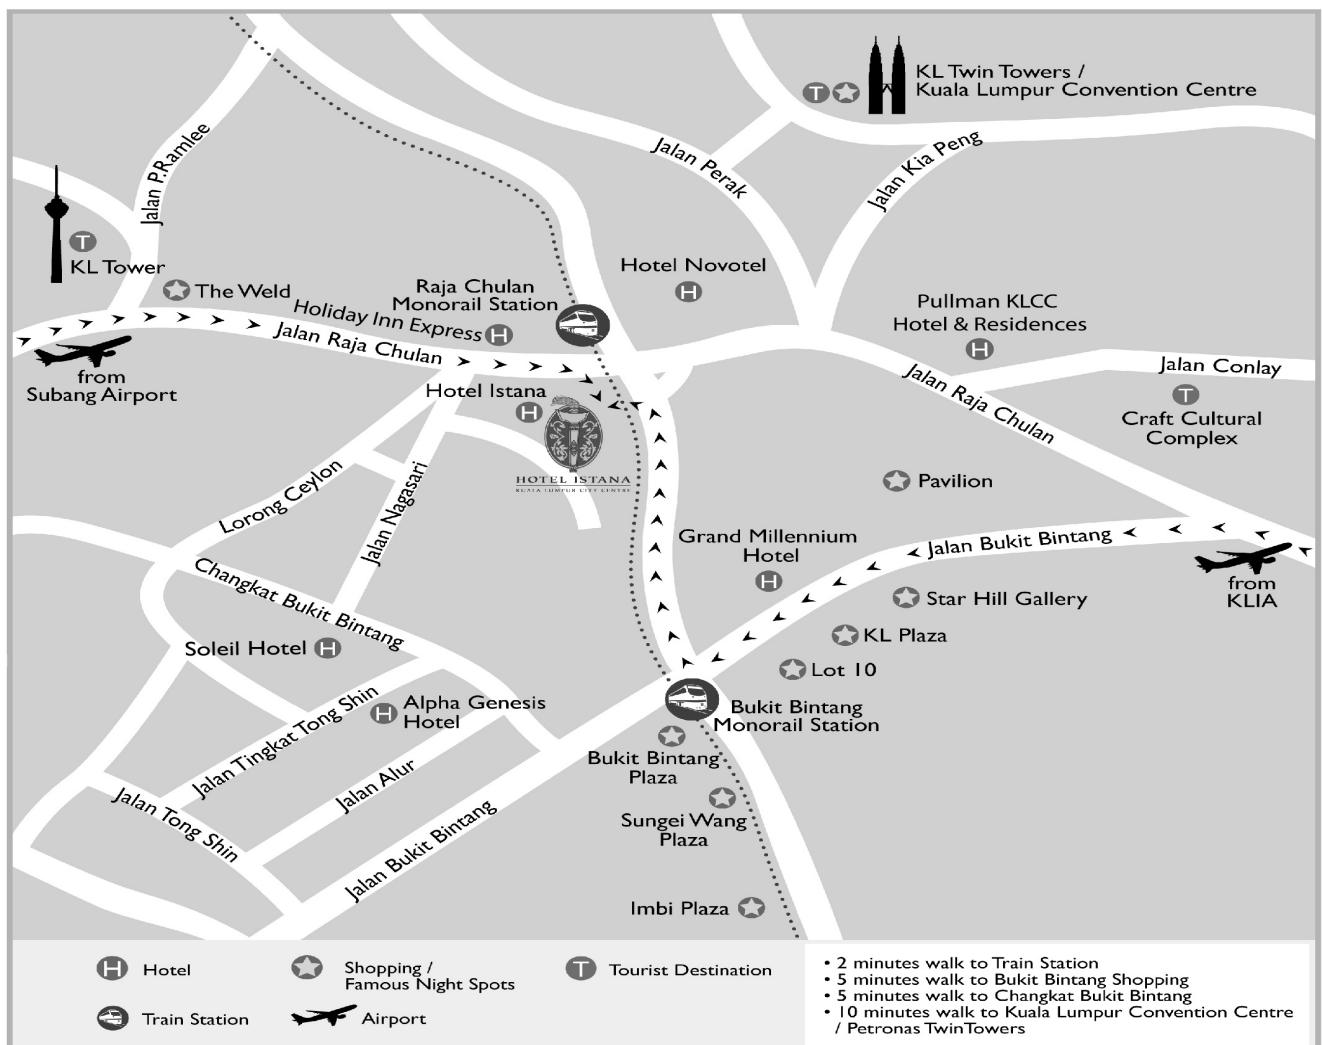 KL Twin Towers /
Kuala Lumpur Convention Centre
T
Jalan P.Ramlee
Jalan Perak
Jalan Kia Peng
T
KL Tower
The Weld
Hotel Novotel
H
Raja Chulan
Monorail Station
Holiday Inn Express
H
Pullman KLCC
Hotel & Residences
H
Jalan Raja Chulan
from
Subang Airport
Hotel Istana
H
HOTEL ISTANA
KUALA LUMPUR CITY CENTRE
Jalan Raja Chulan
Jalan Conlay
T
Craft Cultural
Complex
Lorong Ceylon
Jalan Nagasari
Pavilion
Grand Millennium
Hotel
H
Jalan Bukit Bintang
from
KLIA
Changkat Bukit Bintang
Star Hill Gallery
KL Plaza
Soleil Hotel
H
Lot 10
Alpha Genesis
Hotel
H
Bukit Bintang
Monorail Station
Jalan Tingkat Tong Shin
Bukit Bintang
Plaza
Jalan Alur
Jalan Tong Shin
Jalan Bukit Bintang
Sungei Wang
Plaza
Imbi Plaza
H
Hotel
Shopping /
Famous Night Spots
T
Tourist Destination
Train Station
Airport
• 2 minutes walk to Train Station
• 5 minutes walk to Bukit Bintang Shopping
• 5 minutes walk to Changkat Bukit Bintang
• 10 minutes walk to Kuala Lumpur Convention Centre
/ Petronas TwinTowers